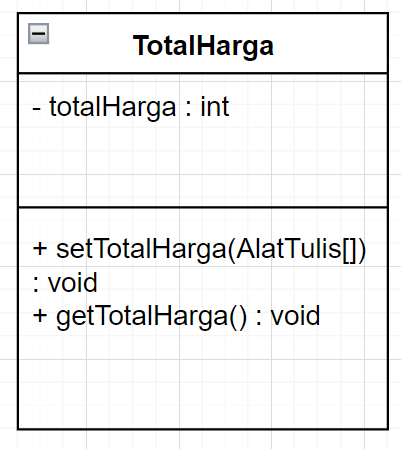 TotalHarga
- totalHarga : int
+ setTotalHarga(AlatTulis[])
: void
+ getTotalHarga() : void